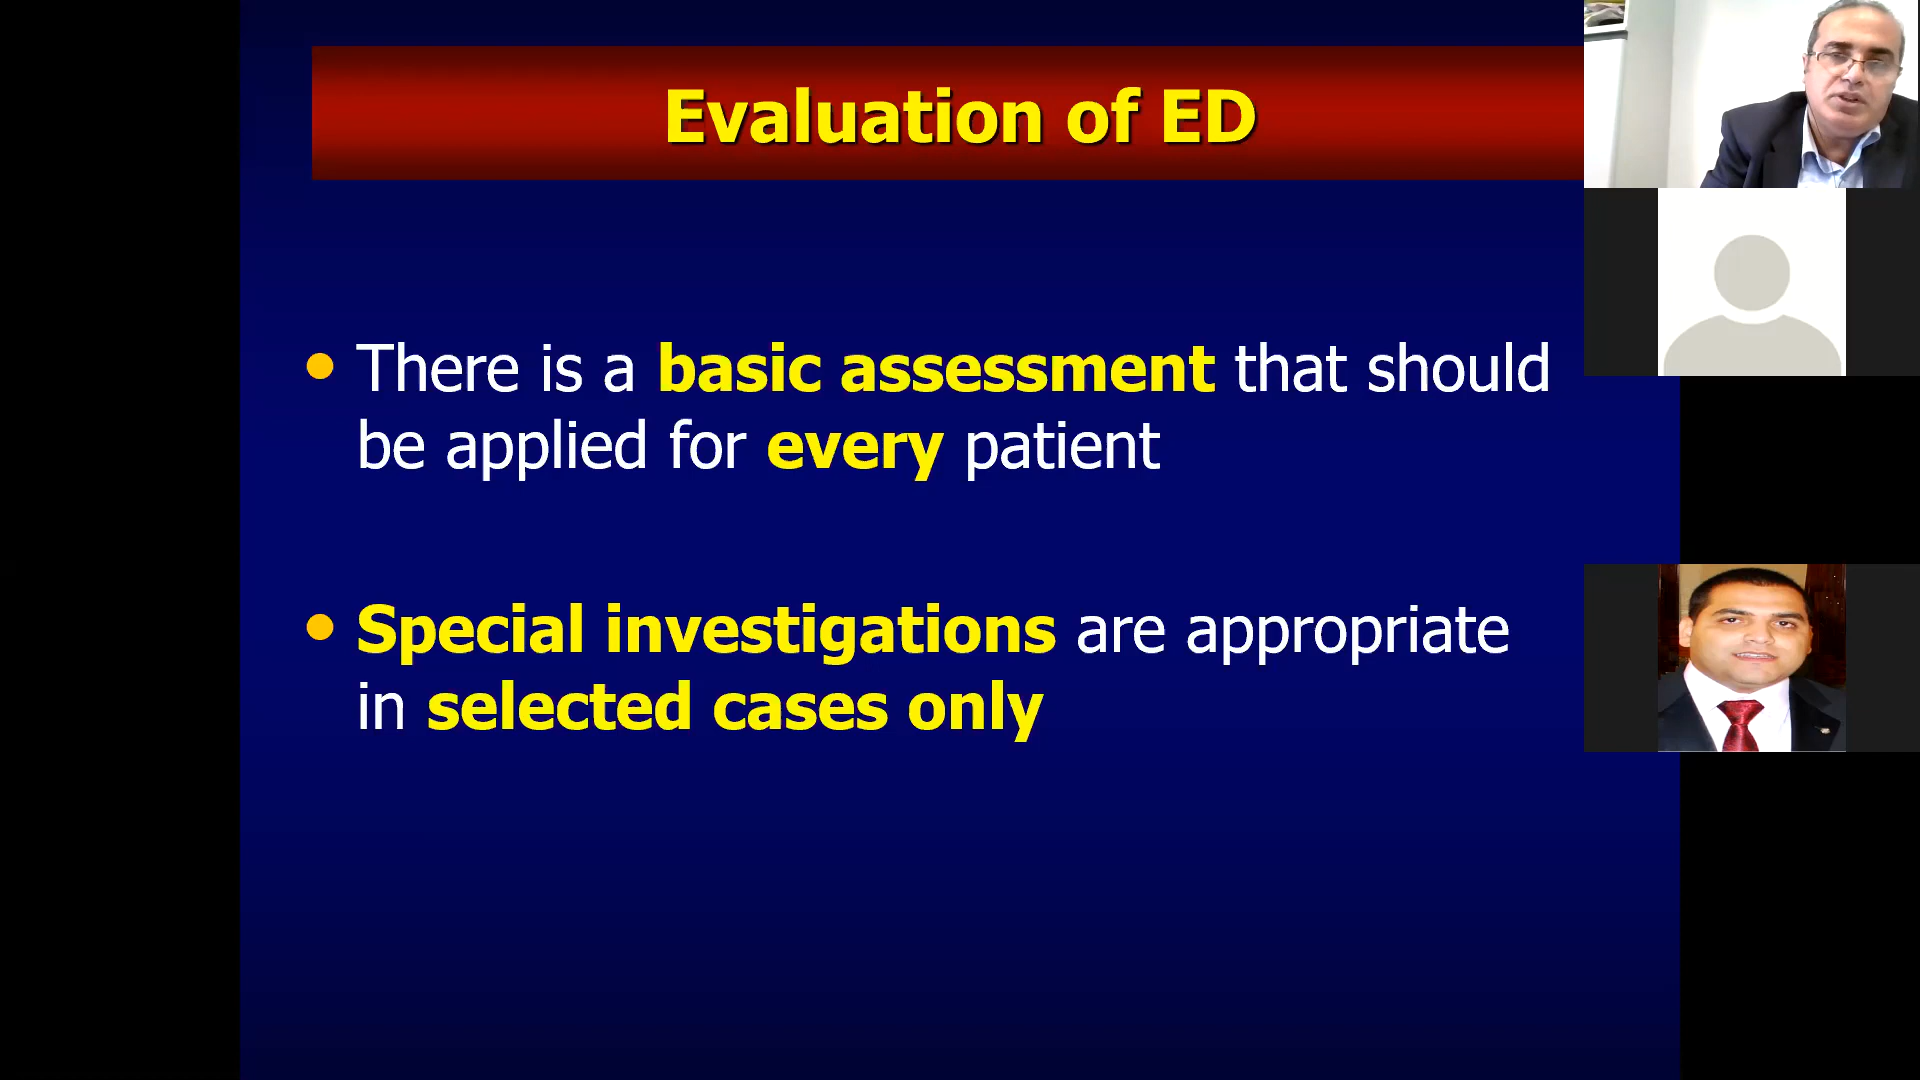 Evaluation of ED
There is a basic assessment that should
be applied for every patient
Special investigations are appropriate
in selected cases only